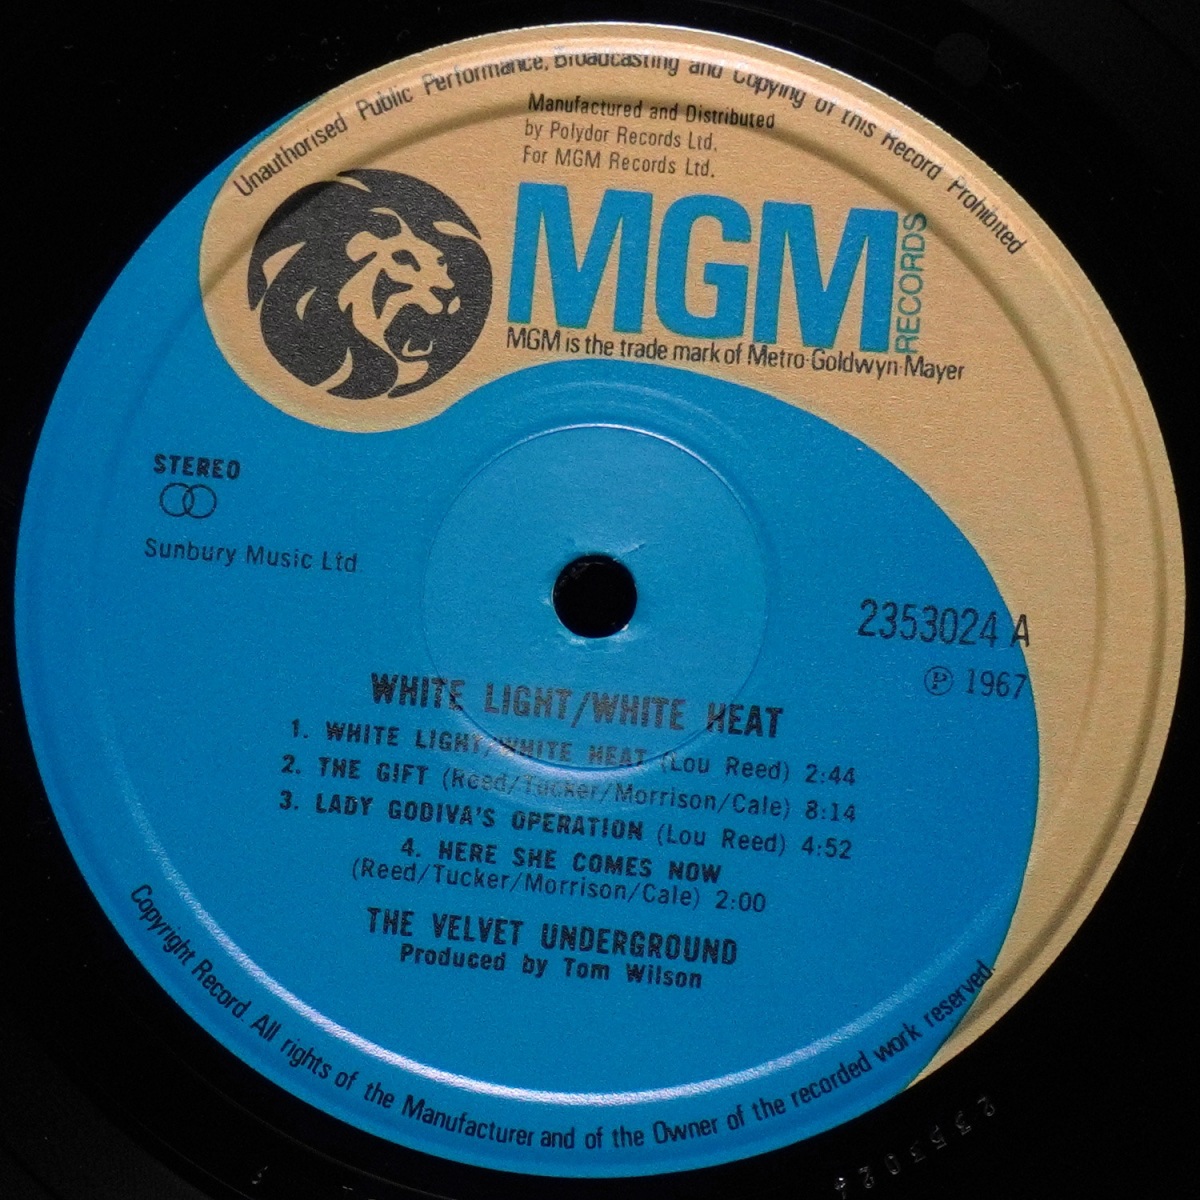 Unauthorised Public Performance, Broadcasting and Copying of this Record Prohibited
Manufactured and Distributed
by Polydor Records Ltd.
For MGM Records Ltd.
MGM RECORDS
MGM is the trade mark of Metro-Goldwyn-Mayer
STEREO
Sunbury Music Ltd
2353024 A
℗ 1967
WHITE LIGHT/WHITE HEAT
1. WHITE LIGHT/WHITE HEAT (Lou Reed) 2:44
2. THE GIFT (Reed/Tucker/Morrison/Cale) 8:14
3. LADY GODIVA'S OPERATION (Lou Reed) 4:52
4. HERE SHE COMES NOW
(Reed/Tucker/Morrison/Cale) 2:00
THE VELVET UNDERGROUND
Produced by Tom Wilson
Copyright Record. All rights of the Manufacturer and of the Owner of the recorded work reserved.